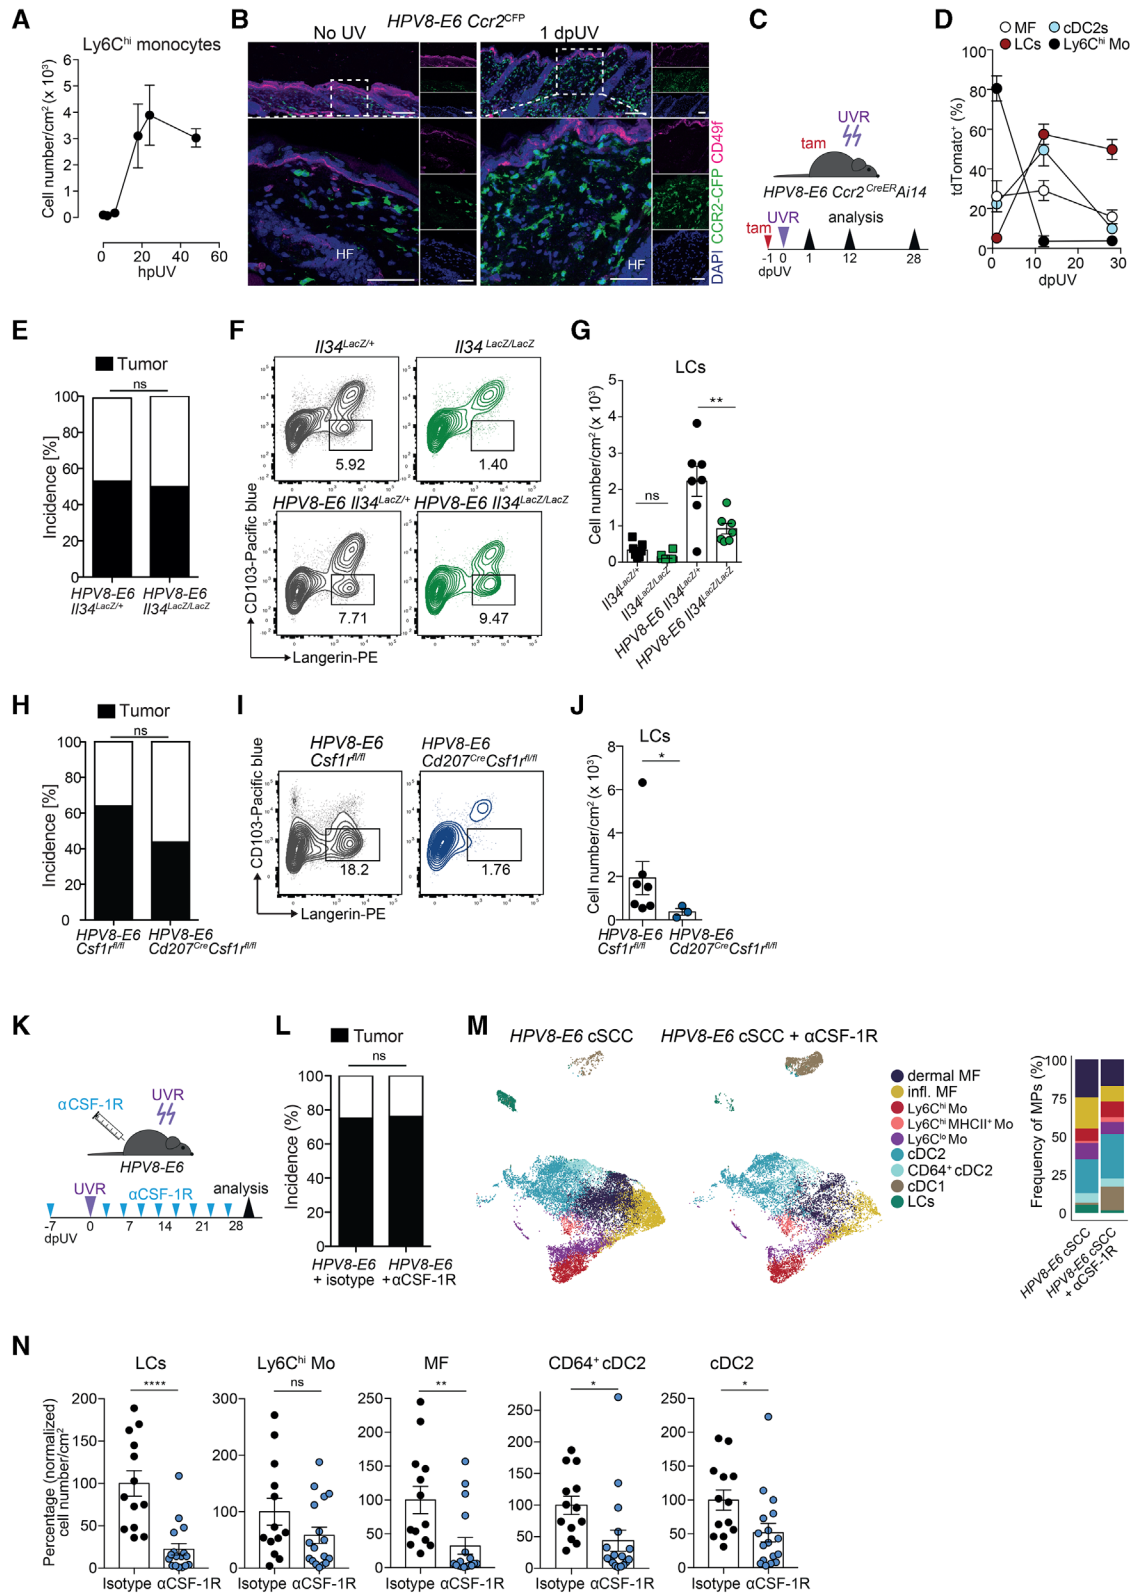 A
Ly6Chi monocytes
Cell number/cm2 (x 103)
6
5
4
3
2
1
0
0 20 40 60
hpUV
B
HPV8-E6 Ccr2CFP
No UV
1 dpUV
HF
HF
DAPI CCR2-CFP CD49f
C
tam
UVR
HPV8-E6 Ccr2CreERAi14
tam UVR analysis
-1 0 1 12 28
dpUV
D
MF cDC2s
LCs Ly6Chi Mo
tdTomato+ (%)
100
80
60
40
20
0
0 10 20 30
dpUV
E
Tumor
ns
Incidence [%]
100
80
60
40
20
0
HPV8-E6 Il34LacZ/+
HPV8-E6 Il34LacZ/LacZ
F
Il34LacZ/+
Il34LacZ/LacZ
5.92
1.40
HPV8-E6 Il34LacZ/+
HPV8-E6 Il34LacZ/LacZ
7.71
9.47
CD103-Pacific blue
Langerin-PE
G
LCs
Cell number/cm2 (x 103)
5
4
3
2
1
0
ns
**
Il34LacZ/+
Il34LacZ/LacZ
HPV8-E6 Il34LacZ/+
HPV8-E6 Il34LacZ/LacZ
H
Tumor
ns
Incidence [%]
100
80
60
40
20
0
HPV8-E6 Csf1rfl/fl
HPV8-E6 Cd207CreCsf1rfl/fl
I
HPV8-E6 Csf1rfl/fl
HPV8-E6 Cd207CreCsf1rfl/fl
18.2
1.76
CD103-Pacific blue
Langerin-PE
J
LCs
*
Cell number/cm2 (x 103)
8
6
4
2
0
HPV8-E6 Csf1rfl/fl
HPV8-E6 Cd207CreCsf1rfl/fl
K
αCSF-1R
UVR
HPV8-E6
UVR αCSF-1R analysis
-7 0 7 14 21 28
dpUV
L
Tumor
ns
Incidence (%)
100
80
60
40
20
0
HPV8-E6 + isotype
HPV8-E6 +αCSF-1R
M
HPV8-E6 cSCC
HPV8-E6 cSCC + αCSF-1R
dermal MF
infl. MF
Ly6Chi Mo
Ly6ChiMHCII+ Mo
Ly6Clo Mo
cDC2
CD64+ cDC2
cDC1
LCs
Frequency of MPs (%)
100
75
50
25
0
HPV8-E6 cSCC
HPV8-E6 cSCC + αCSF-1R
N
Percentage (normalized) cell number/cm2
LCs
****
200
150
100
50
0
Isotype αCSF-1R
Ly6Chi Mo
ns
300
200
100
0
Isotype αCSF-1R
MF
**
250
200
150
100
50
0
Isotype αCSF-1R
CD64+ cDC2
*
250
200
150
100
50
0
Isotype αCSF-1R
cDC2
*
250
200
150
100
50
0
Isotype αCSF-1R